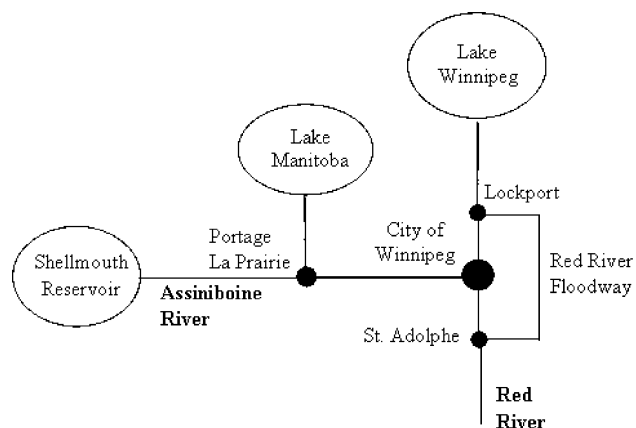 Lake
Winnipeg
Lake
Manitoba
Lockport
City of
Winnipeg
Portage
La Prairie
Shellmouth
Reservoir
Red River
Floodway
Assiniboine
River
St. Adolphe
Red
River